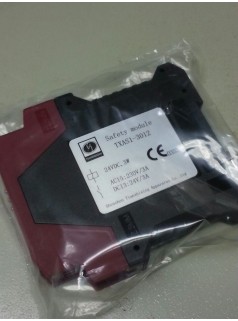 Safety module
TXAS1-3012
24VDC,3W
AC15:230V/3A
DC13:24V/3A
CE